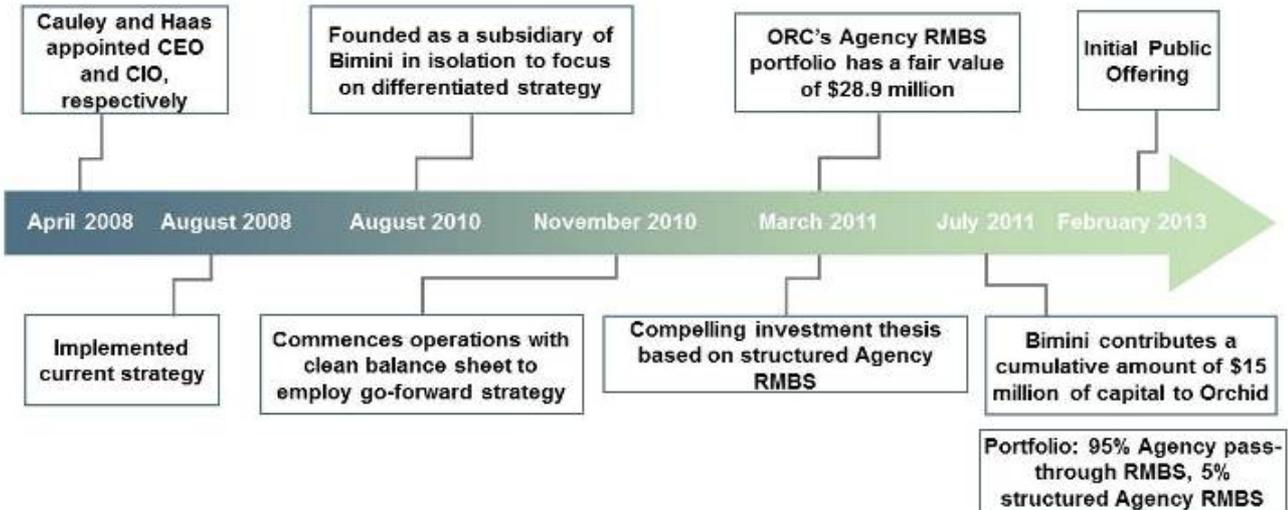 Cauley and Haas
appointed CEO
and CIO,
respectively
Founded as a subsidiary of
Bimini in isolation to focus
on differentiated strategy
ORC's Agency RMBS
portfolio has a fair value
of $28.9 million
Initial Public
Offering
April 2008
August 2008
August 2010
November 2010
March 2011
July 2011
February 2013
Implemented
current strategy
Commences operations with
clean balance sheet to
employ go-forward strategy
Compelling investment thesis
based on structured Agency
RMBS
Bimini contributes a
cumulative amount of $15
million of capital to Orchid
Portfolio: 95% Agency pass-
through RMBS, 5%
structured Agency RMBS